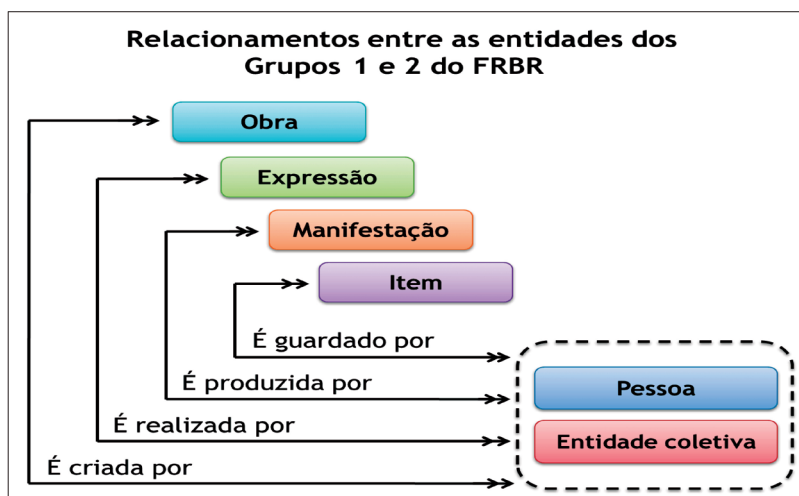 Relacionamentos entre as entidades dos
Grupos 1 e 2 do FRBR
Obra
Expressão
Manifestação
Item
É guardado por
É produzida por
Pessoa
É realizada por
Entidade coletiva
É criada por